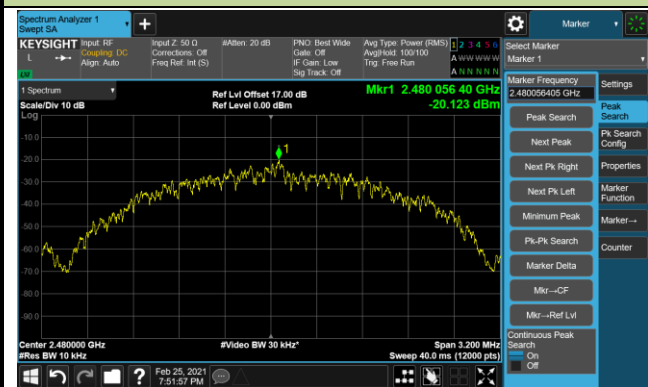 Spectrum Analyzer 1
Swept SA
+
Marker
KEYSIGHT
L
LXI
Input: RF
Coupling: DC
Align: Auto
Input Z: 50 Ω
Corrections: Off
Freq Ref: Int (S)
#Atten: 20 dB
PNO: Best Wide
Gate: Off
IF Gain: Low
Sig Track: Off
Avg Type: Power (RMS)
Avg|Hold: 100/100
Trig: Free Run
1 2 3 4 5 6
A W W W W W
A N N N N N
Select Marker
Marker 1
1 Spectrum
Scale/Div 10 dB
Log
Ref Lvl Offset 17.00 dB
Ref Level 0.00 dBm
Mkr1 2.480 056 40 GHz
-20.123 dBm
1
-10.0
-20.0
-30.0
-40.0
-50.0
-60.0
-70.0
-80.0
-90.0
Center 2.480000 GHz
#Res BW 10 kHz
#Video BW 30 kHz*
Span 3.200 MHz
Sweep 40.0 ms (12000 pts)
Marker Frequency
2.480056405 GHz
Peak Search
Next Peak
Next Pk Right
Next Pk Left
Minimum Peak
Pk-Pk Search
Marker Delta
Mkr→CF
Mkr→Ref Lvl
Continuous Peak
Search
On
Off
Settings
Peak
Search
Pk Search
Config
Properties
Marker
Function
Marker→
Counter
?
Feb 25, 2021
7:51:57 PM